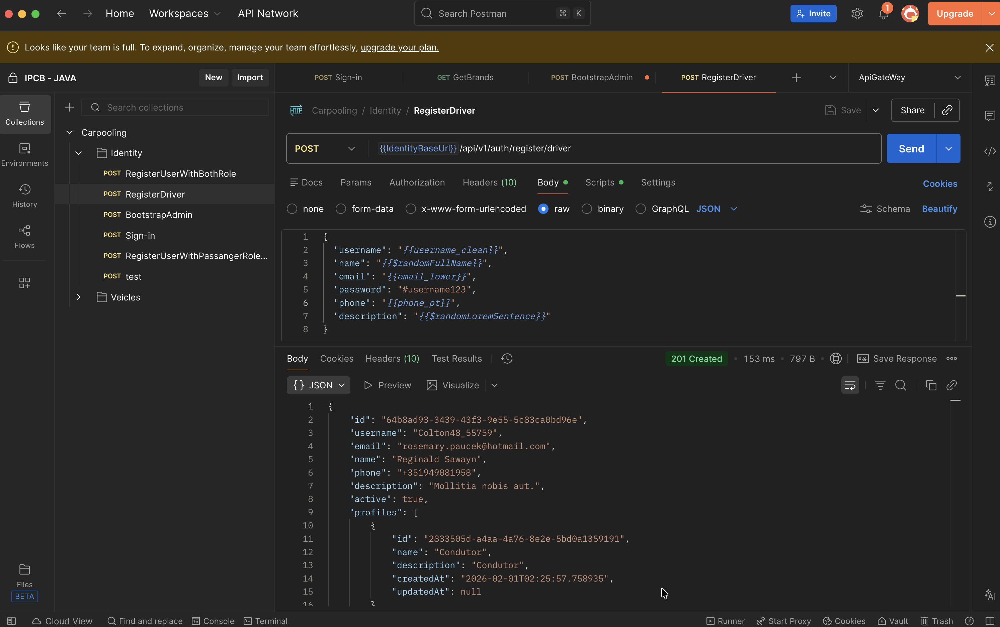 Home Workspaces API Network Search Postman ⌘ K Invite 1 Upgrade
Looks like your team is full. To expand, organize, manage your team effortlessly, upgrade your plan.
IPCB - JAVA New Import
POST Sign-in GET GetBrands POST BootstrapAdmin POST RegisterDriver ApiGateWay
Collections
Environments
History
Flows
Files
BETA
Search collections
Carpooling
Identity
POST RegisterUserWithBothRole
POST RegisterDriver
POST BootstrapAdmin
POST Sign-in
POST RegisterUserWithPassangerRole...
POST test
Veicles
HTTP Carpooling / Identity / RegisterDriver Save Share
POST {{IdentityBaseUrl}} /api/v1/auth/register/driver Send
Docs Params Authorization Headers (10) Body Scripts Settings Cookies
none form-data x-www-form-urlencoded raw binary GraphQL JSON Schema Beautify
1 {
2 "username": "{{username_clean}}",
3 "name": "{{$randomFullName}}",
4 "email": "{{email_lower}}",
5 "password": "#username123",
6 "phone": "{{phone_pt}}",
7 "description": "{{$randomLoremSentence}}"
8 }
Body Cookies Headers (10) Test Results 201 Created • 153 ms • 797 B • e.g. Save Response
{} JSON Preview Visualize
1 {
2 "id": "64b8ad93-3439-43f3-9e55-5c83ca0bd96e",
3 "username": "Colton48_55759",
4 "email": "rosemary.paucek@hotmail.com",
5 "name": "Reginald Sawayn",
6 "phone": "+351949081958",
7 "description": "Mollitia nobis aut.",
8 "active": true,
9 "profiles": [
10 {
11 "id": "2833505d-a4aa-4a76-8e2e-5bd0a1359191",
12 "name": "Condutor",
13 "description": "Condutor",
14 "createdAt": "2026-02-01T02:25:57.758935",
15 "updatedAt": null
16 }
AI
Cloud View Find and replace Console Terminal Runner Start Proxy Cookies Vault Trash